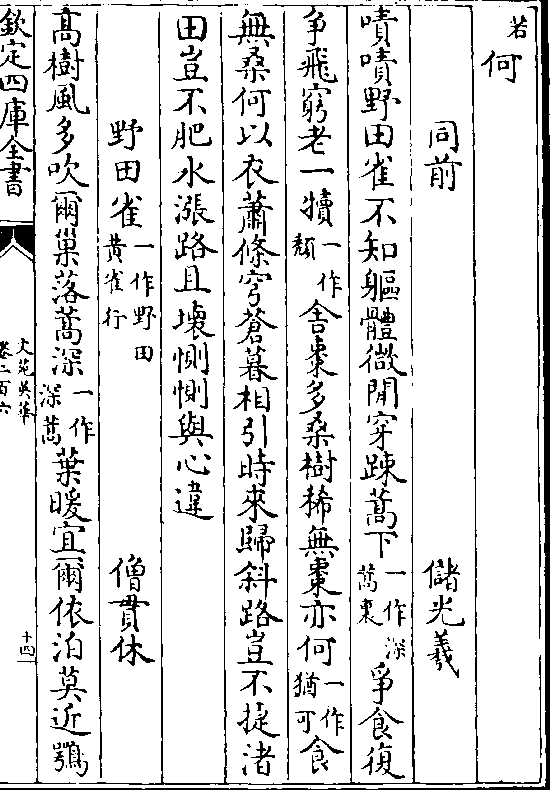 若何
同前 儲光羲
嘖嘖野田雀不知軀體微閒穿踈蒿下一作深蒿裏爭食復
爭飛窮老一犢一作頽舍棗多桑樹稀無棗亦何一作猶可食
無桑何以衣蕭條穹蒼暮相引時來歸斜路豈不捷渚
田豈不肥水漲路且壊惻惻與心違
野田雀一作野田黄雀行 僧貫休
髙樹風多吹爾巢落蒿深一作深蒿葉暖宜爾依泊莫近鶚
欽定四庫全書
文苑英華
卷二百六
十四